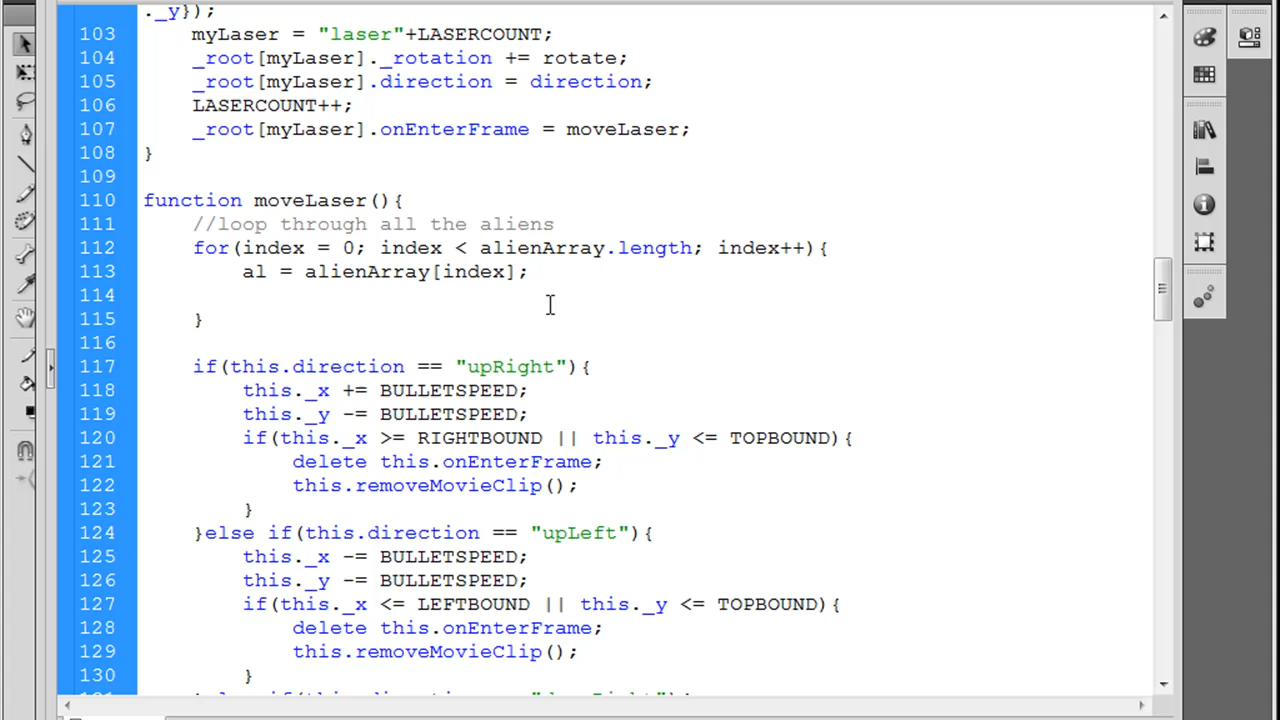 ._y});
103 myLaser = "laser"+LASERCOUNT;
104 _root[myLaser]._rotation += rotate;
105 _root[myLaser].direction = direction;
106 LASERCOUNT++;
107 _root[myLaser].onEnterFrame = moveLaser;
108 }
109
110 function moveLaser(){
111 //loop through all the aliens
112 for(index = 0; index < alienArray.length; index++){
113 al = alienArray[index];
114
115 }
116
117 if(this.direction == "upRight"){
118 this._x += BULLETSPEED;
119 this._y -= BULLETSPEED;
120 if(this._x >= RIGHTBOUND || this._y <= TOPBOUND){
121 delete this.onEnterFrame;
122 this.removeMovieClip();
123 }
124 }else if(this.direction == "upLeft"){
125 this._x -= BULLETSPEED;
126 this._y -= BULLETSPEED;
127 if(this._x <= LEFTBOUND || this._y <= TOPBOUND){
128 delete this.onEnterFrame;
129 this.removeMovieClip();
130 }